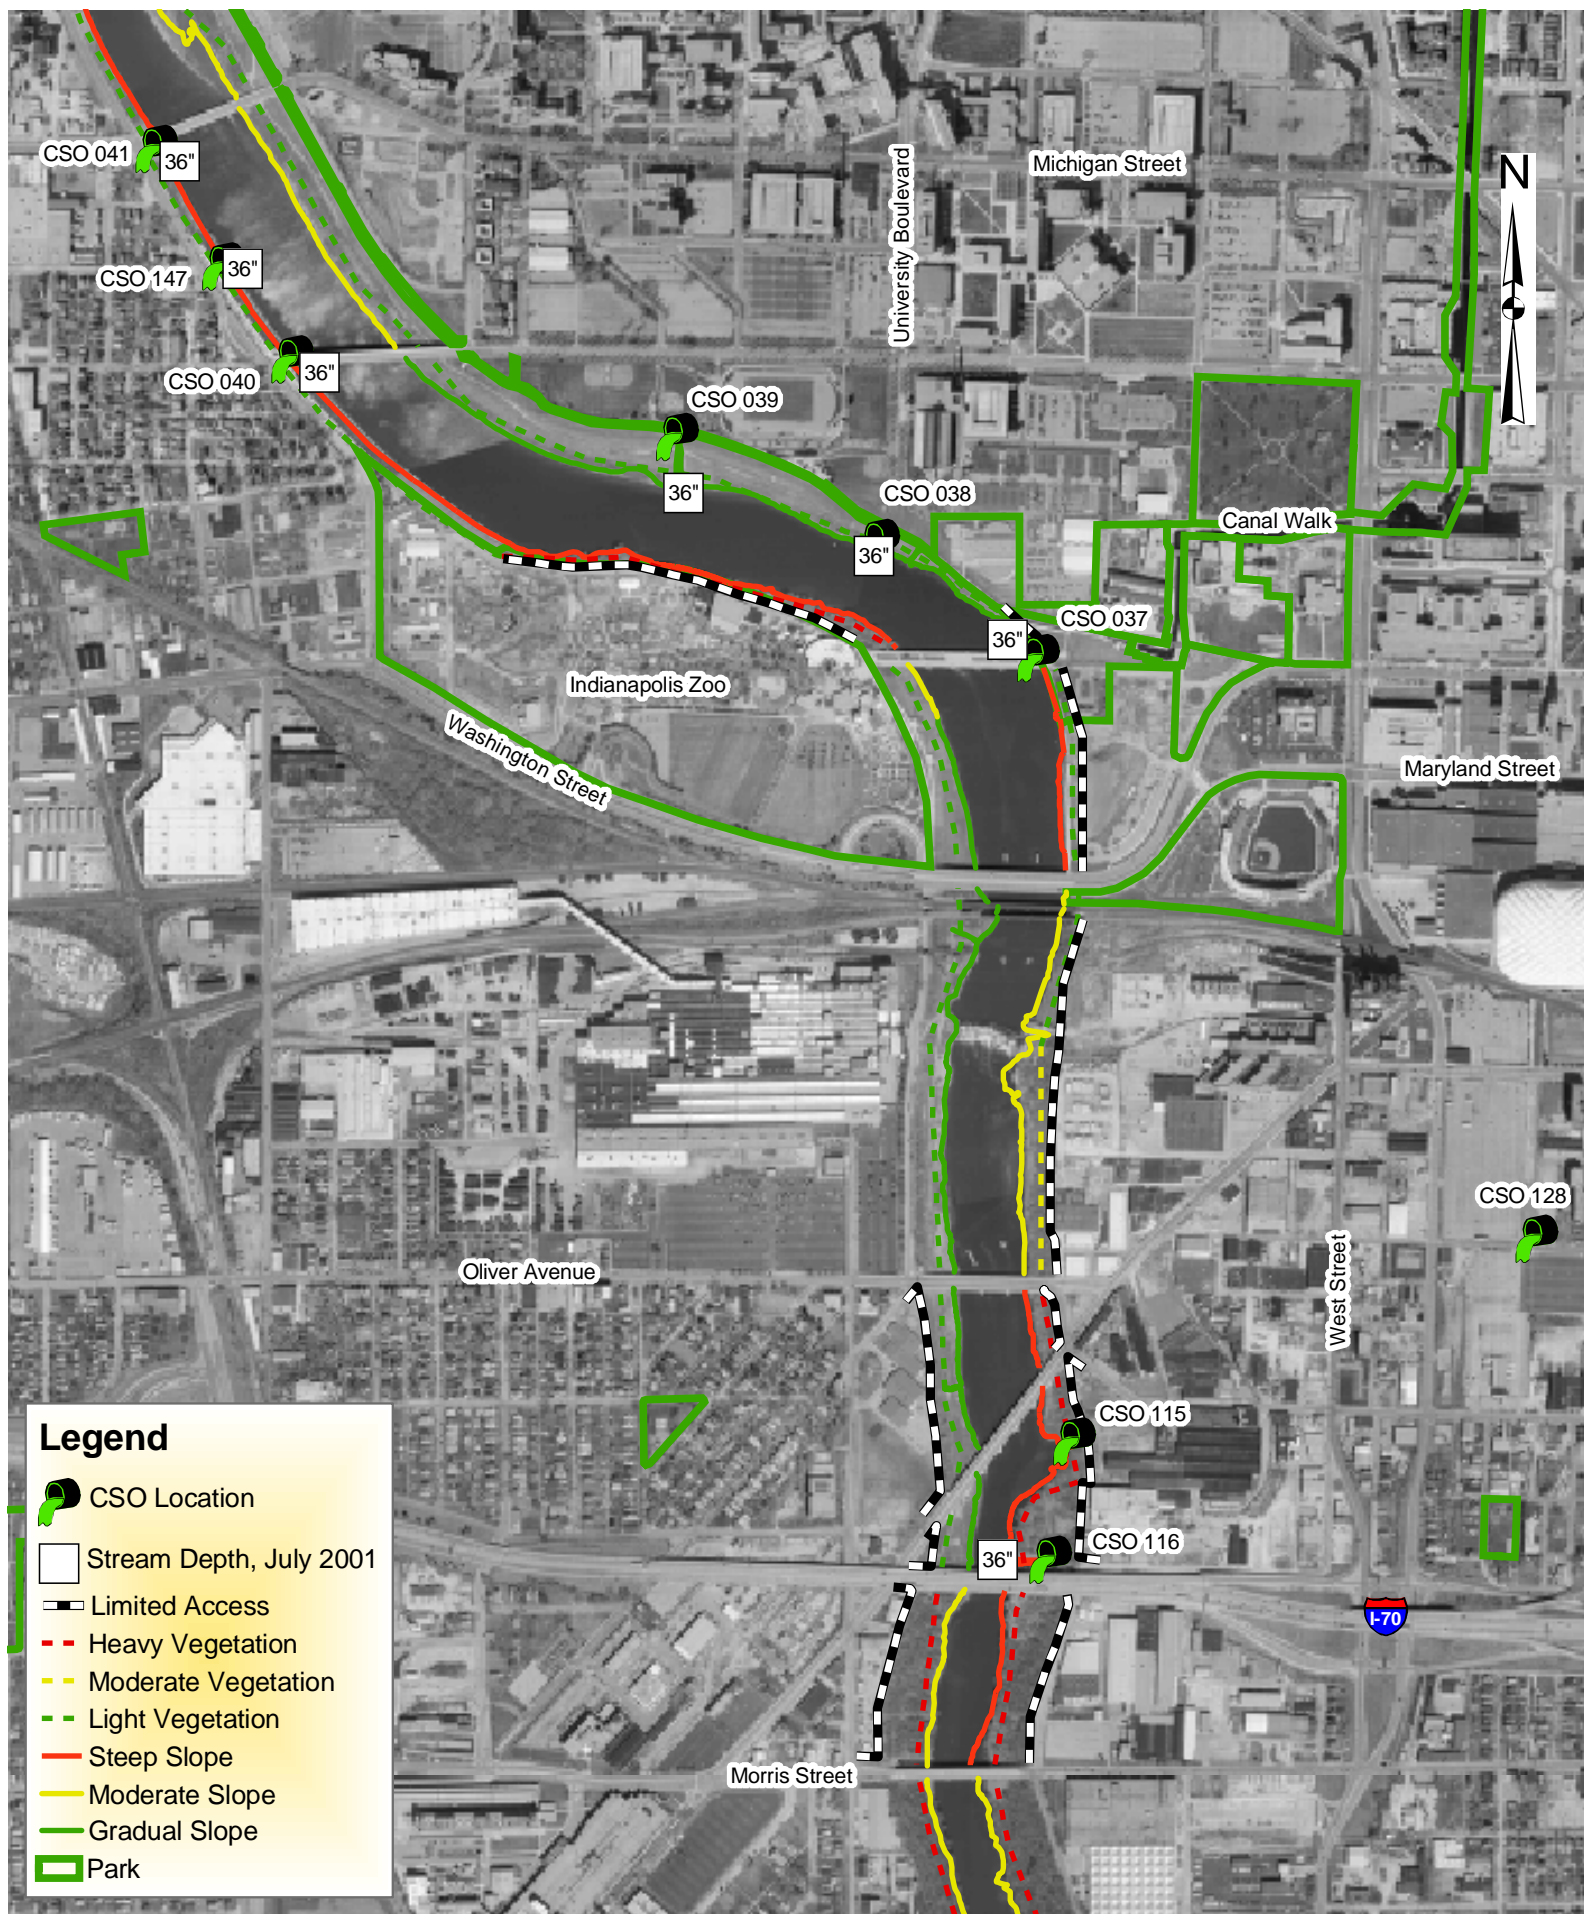 N
Michigan Street
University Boulevard
CSO 041
36"
CSO 147
36"
CSO 040
36"
CSO 039
36"
CSO 038
36"
Canal Walk
CSO 037
36"
Indianapolis Zoo
Washington Street
Maryland Street
CSO 128
Oliver Avenue
West Street
CSO 115
CSO 116
36"
I-70
Morris Street
Legend
CSO Location
Stream Depth, July 2001
Limited Access
Heavy Vegetation
Moderate Vegetation
Light Vegetation
Steep Slope
Moderate Slope
Gradual Slope
Park